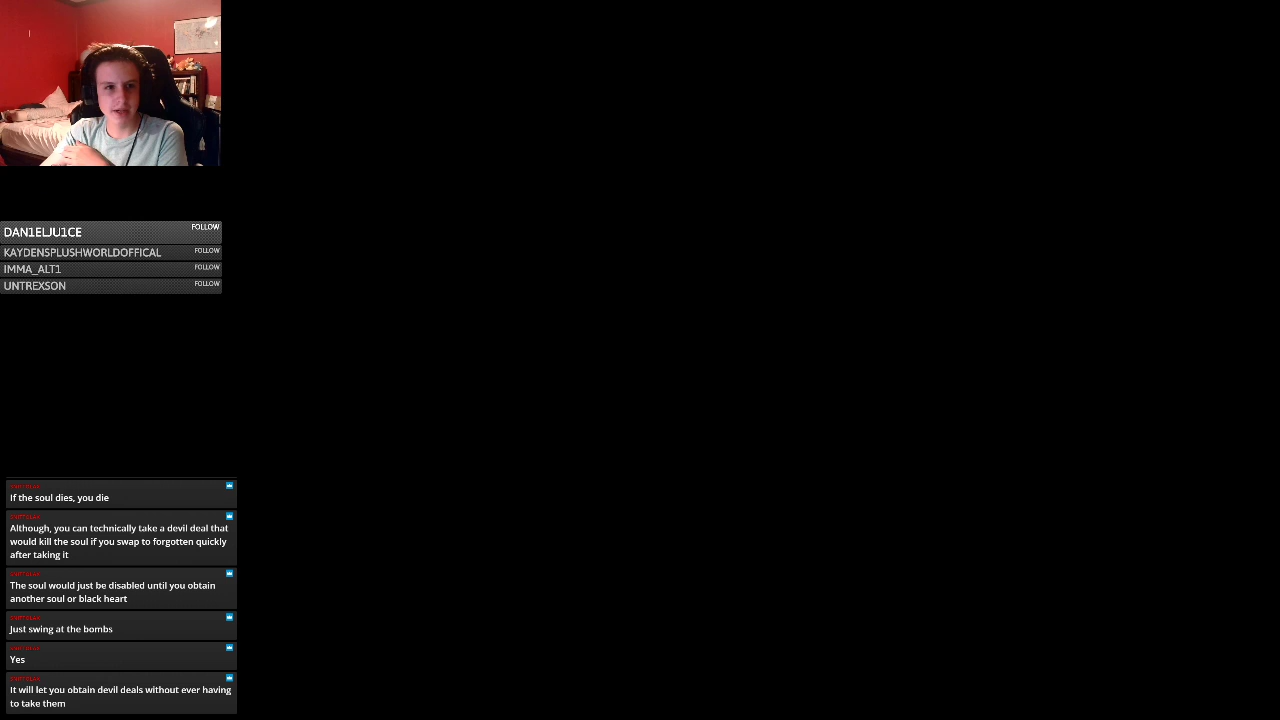 DAN1ELJU1CE FOLLOW
KAYDENSPLUSHWORLDOFFICAL FOLLOW
IMMA_ALT1 FOLLOW
UNTREXSON FOLLOW
If the soul dies, you die
Although, you can technically take a devil deal that
would kill the soul if you swap to forgotten quickly
after taking it
The soul would just be disabled until you obtain
another soul or black heart
Just swing at the bombs
Yes
It will let you obtain devil deals without ever having
to take them